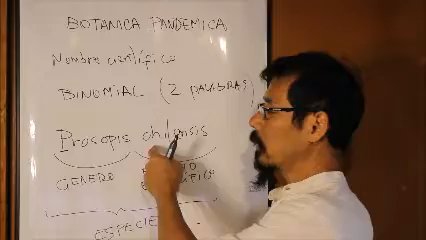 BOTANICA PANDEMICA
Nombre científico
BINOMIAL (2 PALABRAS)
Prosopis chilensis
GENERO
ESPECIE